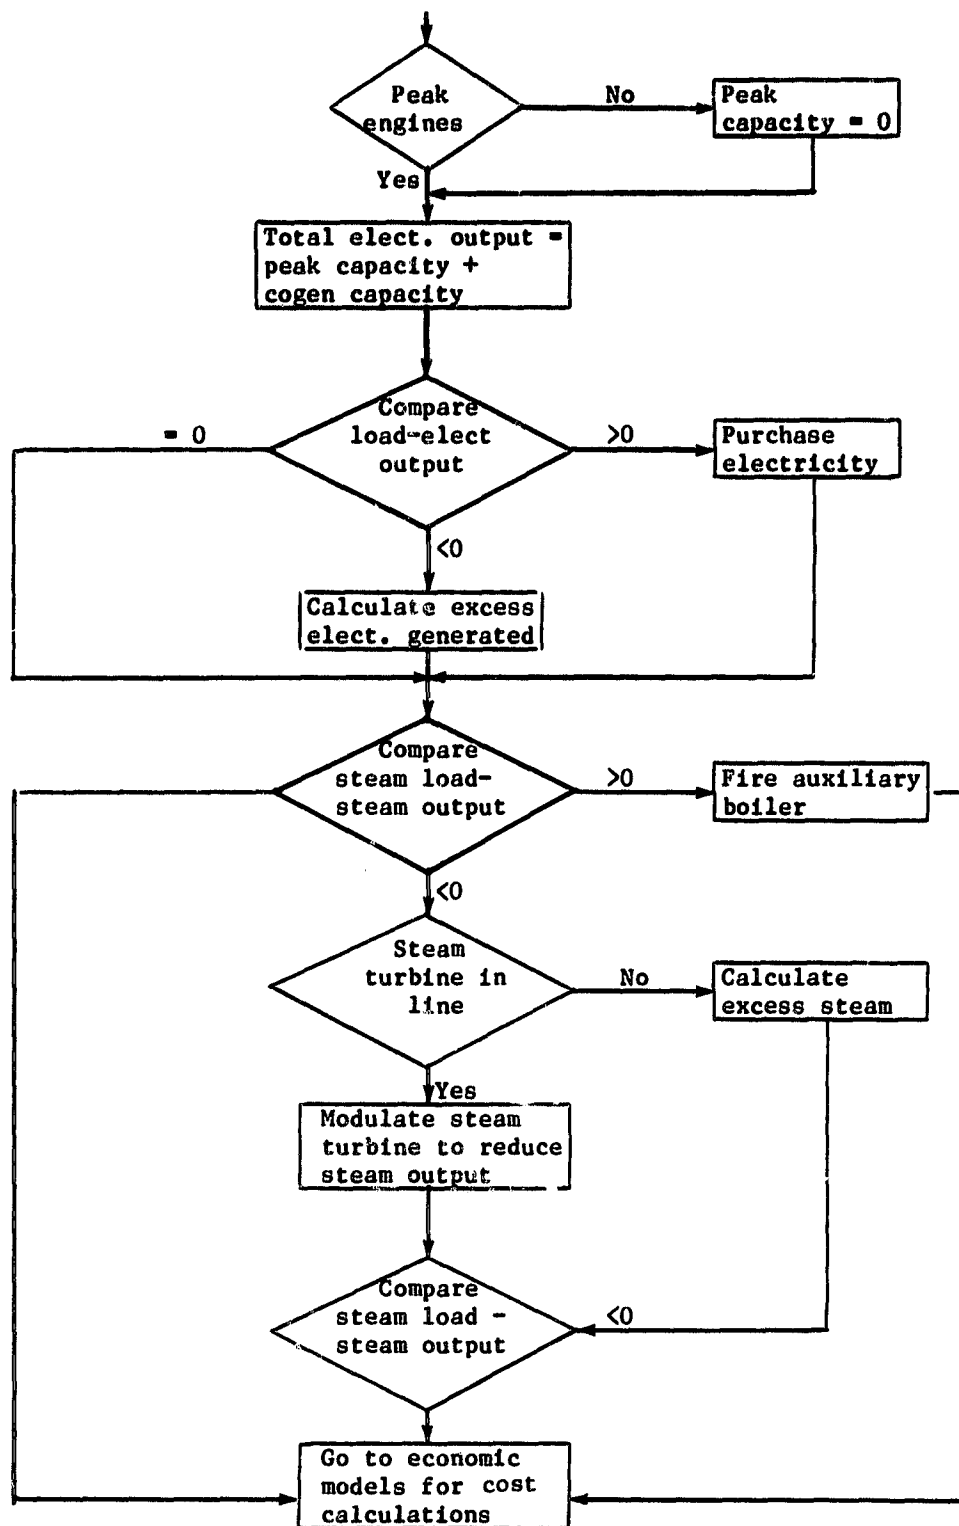 Peak
engines
No
Peak
capacity = 0
Yes
Total elect. output =
peak capacity +
cogen capacity
Compare
load-elect
output
= 0
>0
Purchase
electricity
<0
Calculate excess
elect. generated
Compare
steam load-
steam output
>0
Fire auxiliary
boiler
<0
Steam
turbine in
line
No
Calculate
excess steam
Yes
Modulate steam
turbine to reduce
steam output
Compare
steam load -
steam output
<0
Go to economic
models for cost
calculations